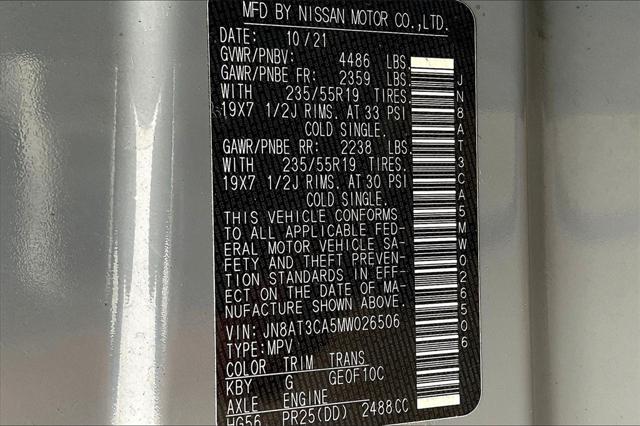 MFD BY NISSAN MOTOR CO.,LTD.
DATE: 10/21
GVWR/PNBV: 4486 LBS.
GAWR/PNBE FR: 2359 LBS.
WITH 235/55R19 TIRES.
19X7 1/2J RIMS. AT 33 PSI
COLD SINGLE.
GAWR/PNBE RR: 2238 LBS.
WITH 235/55R19 TIRES.
19X7 1/2J RIMS. AT 30 PSI
COLD SINGLE.
THIS VEHICLE CONFORMS
TO ALL APPLICABLE FED-
ERAL MOTOR VEHICLE SA-
FETY AND THEFT PREVEN-
TION STANDARDS IN EFF-
ECT ON THE DATE OF MA-
NUFACTURE SHOWN ABOVE.
VIN: JN8AT3CA5MW026506
TYPE:MPV
COLOR TRIM TRANS
KBY G GE0F10C
AXLE ENGINE
HG56 PR25(DD) 2488CC
JN8AT3CA5MW026506